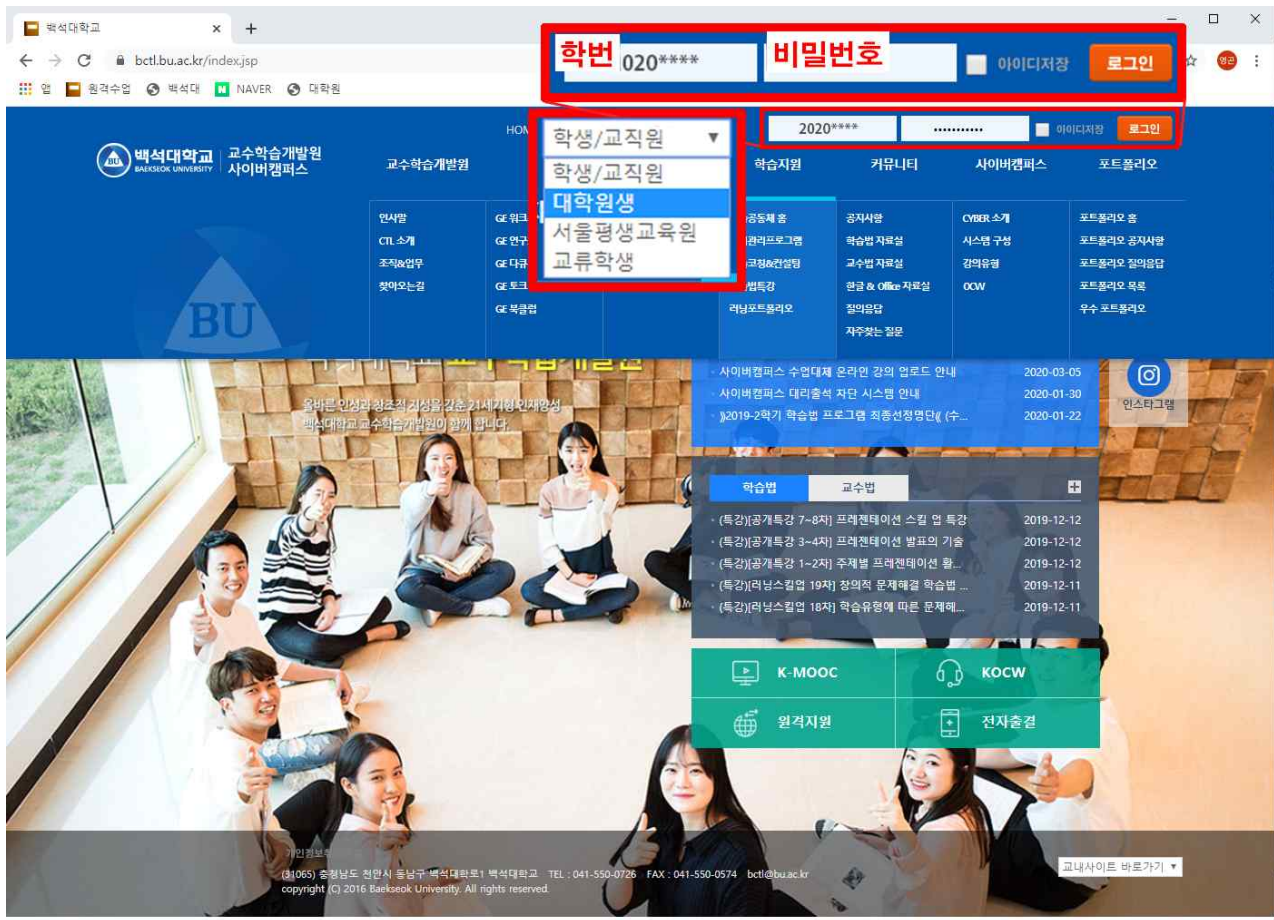 백석대학교
bctl.bu.ac.kr/index.jsp
앱 원격수업 백석대 NAVER 대학원
영곤
학번 020**** 비밀번호 아이디저장 로그인
2020**** ••••••••••• 아이디저장 로그인
학생/교직원 ▼
학생/교직원
대학원생
서울평생교육원
교류학생
BU 백석대학교 BAEKSEOK UNIVERSITY
교수학습개발원
사이버캠퍼스
교수학습개발원 학습지원 커뮤니티 사이버캠퍼스 포트폴리오
인사말
CTL 소개
조직&업무
찾아오는길
GE 북클럽
러닝포트폴리오
공지사항
학습법 자료실
교수법 자료실
한글 & Office 자료실
질의응답
자주찾는 질문
CYBER 소개
시스템 구성
강의유형
OCW
포트폴리오 홈
포트폴리오 공지사항
포트폴리오 질의응답
포트폴리오 목록
우수 포트폴리오
BU
올바른 인성과 창조적 지성을 갖춘 21세기형 인재양성
백석대학교 교수학습개발원이 함께 합니다.
사이버캠퍼스 수업대체 온라인 강의 업로드 안내 2020-03-05
사이버캠퍼스 대리출석 차단 시스템 안내 2020-01-30
》2019-2학기 학습법 프로그램 최종선정명단《 (수... 2020-01-22
인스타그램
학습법 교수법
(특강)[공개특강 7~8차] 프레젠테이션 스킬 업 특강 2019-12-12
(특강)[공개특강 3~4차] 프레젠테이션 발표의 기술 2019-12-12
(특강)[공개특강 1~2차] 주제별 프레젠테이션 활... 2019-12-12
(특강)[러닝스킬업 19차] 창의적 문제해결 학습법 ... 2019-12-11
(특강)[러닝스킬업 18차] 학습유형에 따른 문제해... 2019-12-11
K-MOOC KOCW
원격지원 전자출결
(31065) 충청남도 천안시 동남구 백석대학로1 백석대학교 TEL : 041-550-0726 FAX : 041-550-0574 bctl@bu.ac.kr
copyright (C) 2016 Baekseok University. All rights reserved.
교내사이트 바로가기 ▼